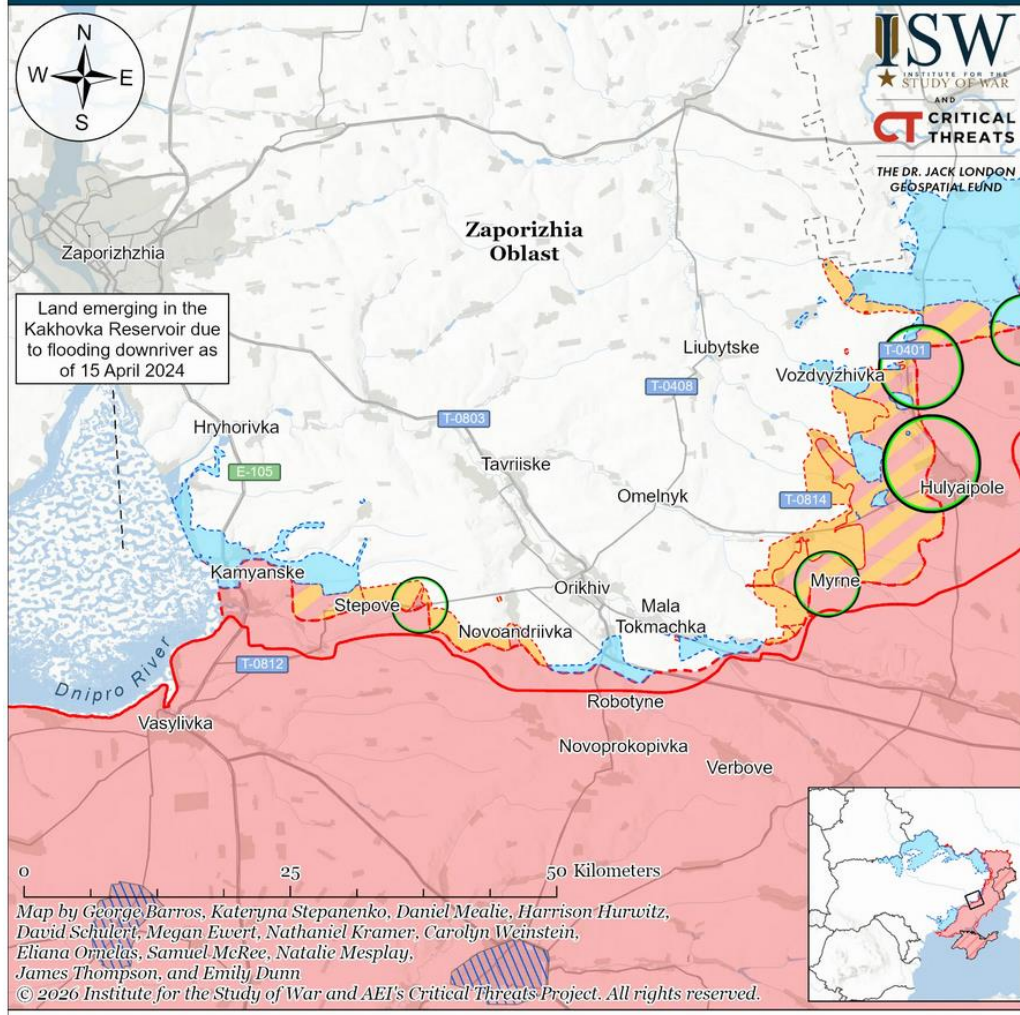 N
W E
S
ISW
INSTITUTE FOR THE
STUDY OF WAR
AND
CT CRITICAL
THREATS
THE DR. JACK LONDON
GEOSPATIAL FUND
Zaporizhzhia
Zaporizhia
Oblast
Land emerging in the
Kakhovka Reservoir due
to flooding downriver as
of 15 April 2024
Liubytske
T-0401
Vozdvyzhivka
T-0408
T-0803
Hryhorivka
E-105
Tavriiske
Omelnyk
T-0814
Hulyaipole
Kamyanske
Orikhiv
Myrne
Stepove
Mala
Tokmachka
Novoandriivka
T-0812
Dnipro River
Robotyne
Vasylivka
Novoprokopivka
Verbove
0 25 50 Kilometers
Map by George Barros, Kateryna Stepanenko, Daniel Mealie, Harrison Hurwitz,
David Schulert, Megan Ewert, Nathaniel Kramer, Carolyn Weinstein,
Eliana Ornelas, Samuel McRee, Natalie Mesplay,
James Thompson, and Emily Dunn
© 2026 Institute for the Study of War and AEI's Critical Threats Project. All rights reserved.